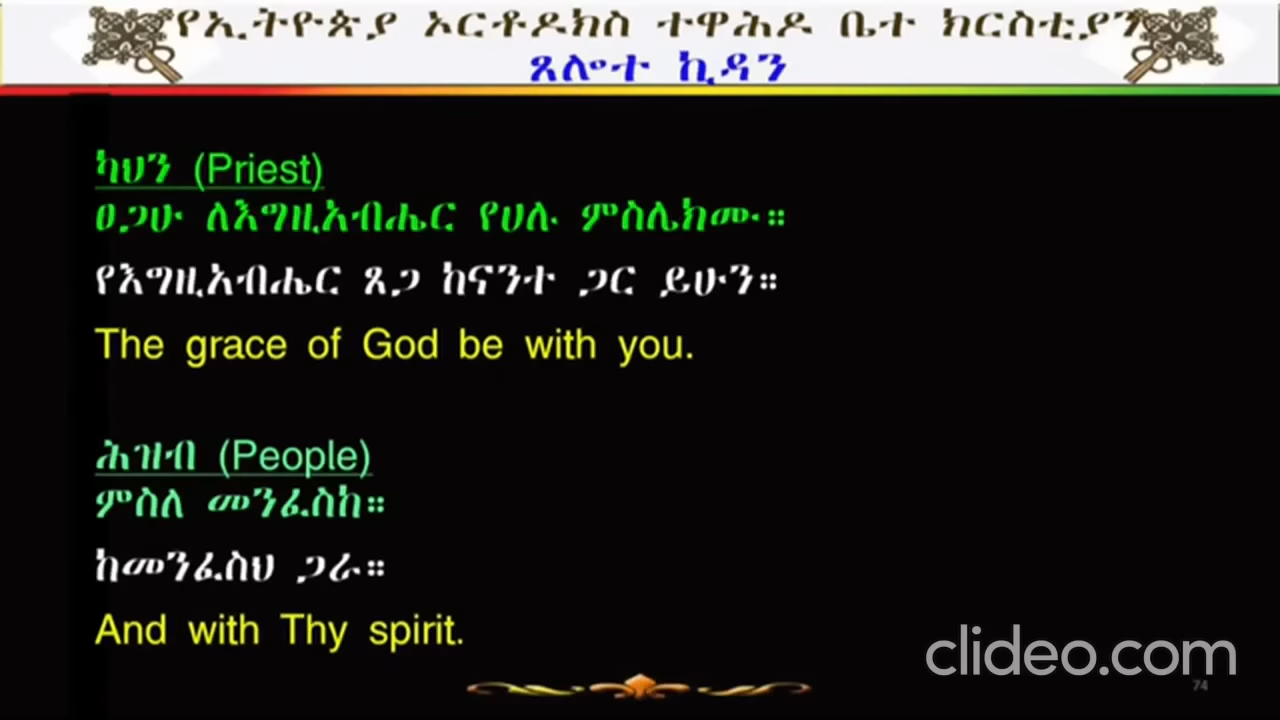 የኢትዮጵያ ኦርቶዶክስ ተዋሕዶ ቤተ ክርስቲያን
ጸሎተ ኪዳን
ካህን (Priest)
ዐጋሁ ለእግዚአብሔር የሀሉ ምስሌክሙ።
የእግዚአብሔር ጸጋ ከናንተ ጋር ይሁን።
The grace of God be with you.
ሕዝብ (People)
ምስለ መንፈስከ።
ከመንፈስህ ጋራ።
And with Thy spirit.
clideo.com
74